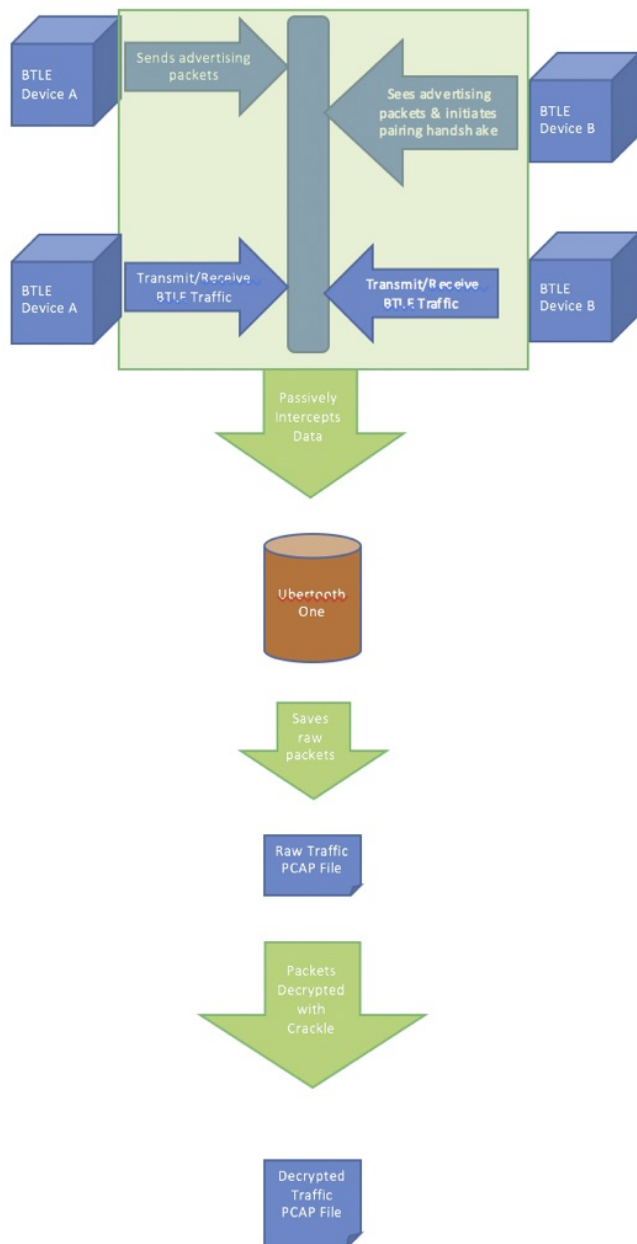 BTLE
Device A
Sends advertising
packets
Sees advertising
packets & initiates
pairing handshake
BTLE
Device B
BTLE
Device A
Transmit/Receive
BTLE Traffic
Transmit/Receive
BTLE Traffic
BTLE
Device B
Passively
Intercepts
Data
Ubertooth
One
Saves
raw
packets
Raw Traffic
PCAP File
Packets
Decrypted
with
Crackle
Decrypted
Traffic
PCAP File